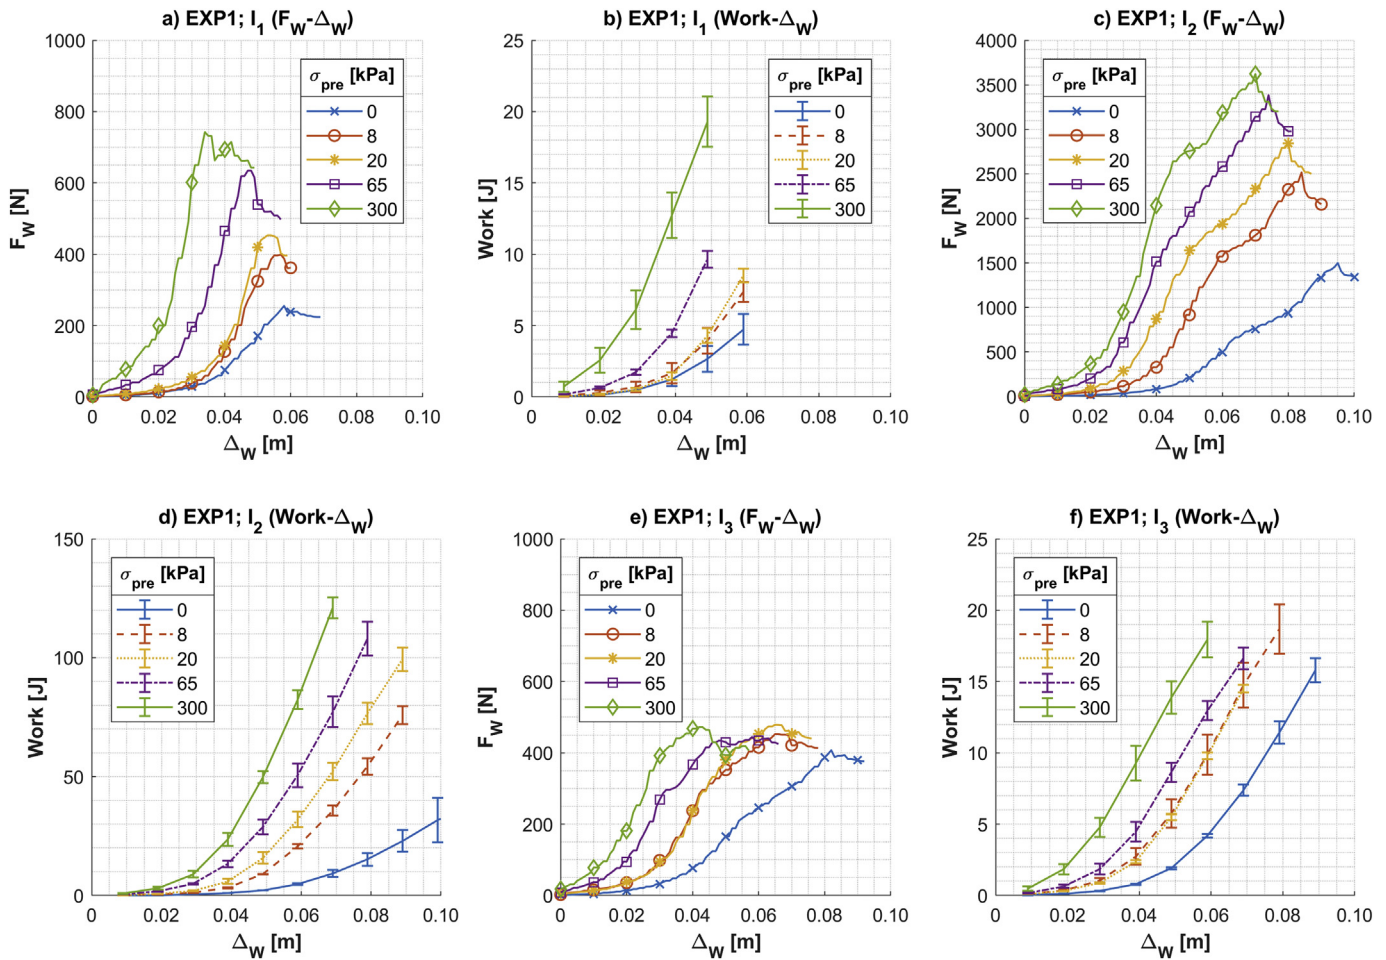 a) EXP1; I1 (FW-ΔW)
1000
800
600
400
200
0
FW [N]
0 0.02 0.04 0.06 0.08 0.10
ΔW [m]
σpre [kPa]
0
8
20
65
300
b) EXP1; I1 (Work-ΔW)
25
20
15
10
5
0
Work [J]
0 0.02 0.04 0.06 0.08 0.10
ΔW [m]
σpre [kPa]
0
8
20
65
300
c) EXP1; I2 (FW-ΔW)
4000
3500
3000
2500
2000
1500
1000
500
0
FW [N]
0 0.02 0.04 0.06 0.08 0.10
ΔW [m]
σpre [kPa]
0
8
20
65
300
d) EXP1; I2 (Work-ΔW)
150
100
50
0
Work [J]
0 0.02 0.04 0.06 0.08 0.10
ΔW [m]
σpre [kPa]
0
8
20
65
300
e) EXP1; I3 (FW-ΔW)
1000
800
600
400
200
0
FW [N]
0 0.02 0.04 0.06 0.08 0.10
ΔW [m]
σpre [kPa]
0
8
20
65
300
f) EXP1; I3 (Work-ΔW)
25
20
15
10
5
0
Work [J]
0 0.02 0.04 0.06 0.08 0.10
ΔW [m]
σpre [kPa]
0
8
20
65
300